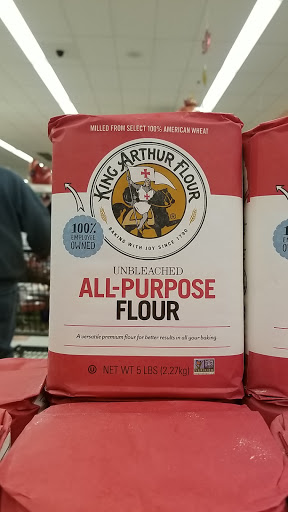 MILLED FROM SELECT 100% AMERICAN WHEAT
KING ARTHUR FLOUR
BAKING WITH JOY SINCE 1790
100%
EMPLOYEE
OWNED
UNBLEACHED
ALL-PURPOSE
FLOUR
A versatile premium flour for better results in all your baking
U NET WT 5 LBS (2.27kg)